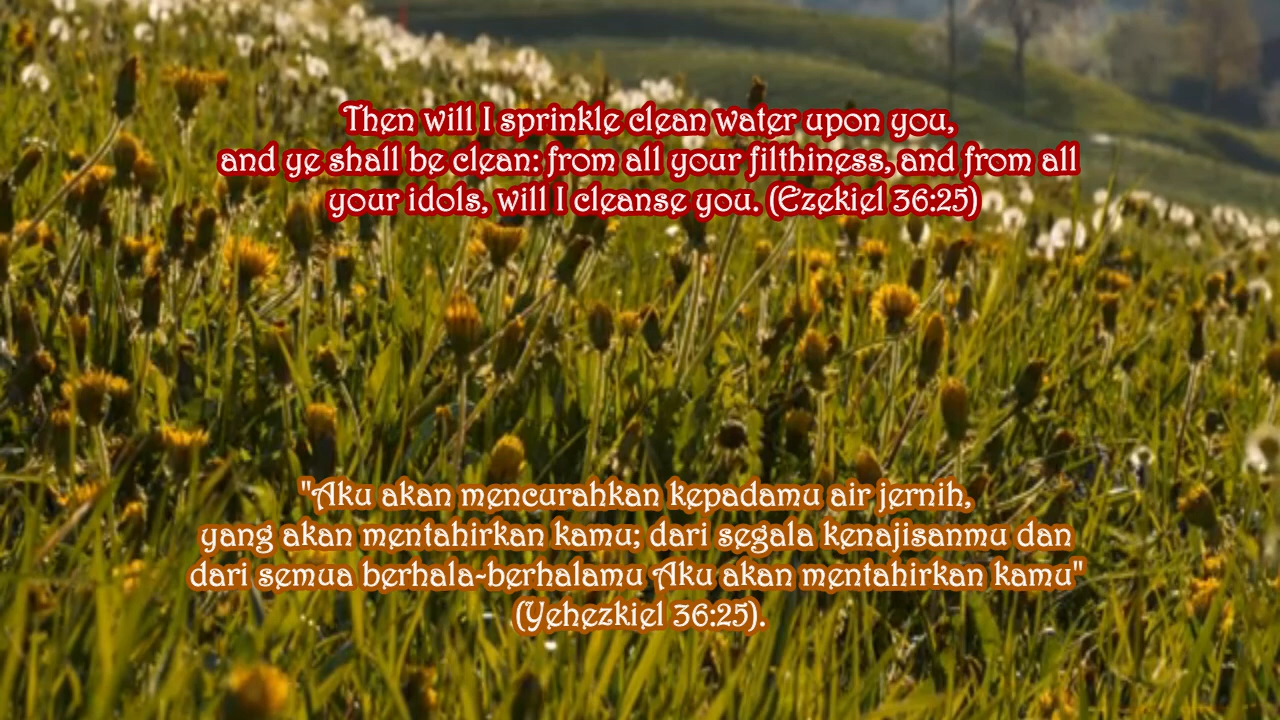 Then will I sprinkle clean water upon you,
and ye shall be clean: from all your filthiness, and from all
your idols, will I cleanse you. (Ezekiel 36:25)
"Aku akan mencurahkan kepadamu air jernih,
yang akan mentahirkan kamu; dari segala kenajisanmu dan
dari semua berhala-berhalamu Aku akan mentahirkan kamu"
(Yehezkiel 36:25).